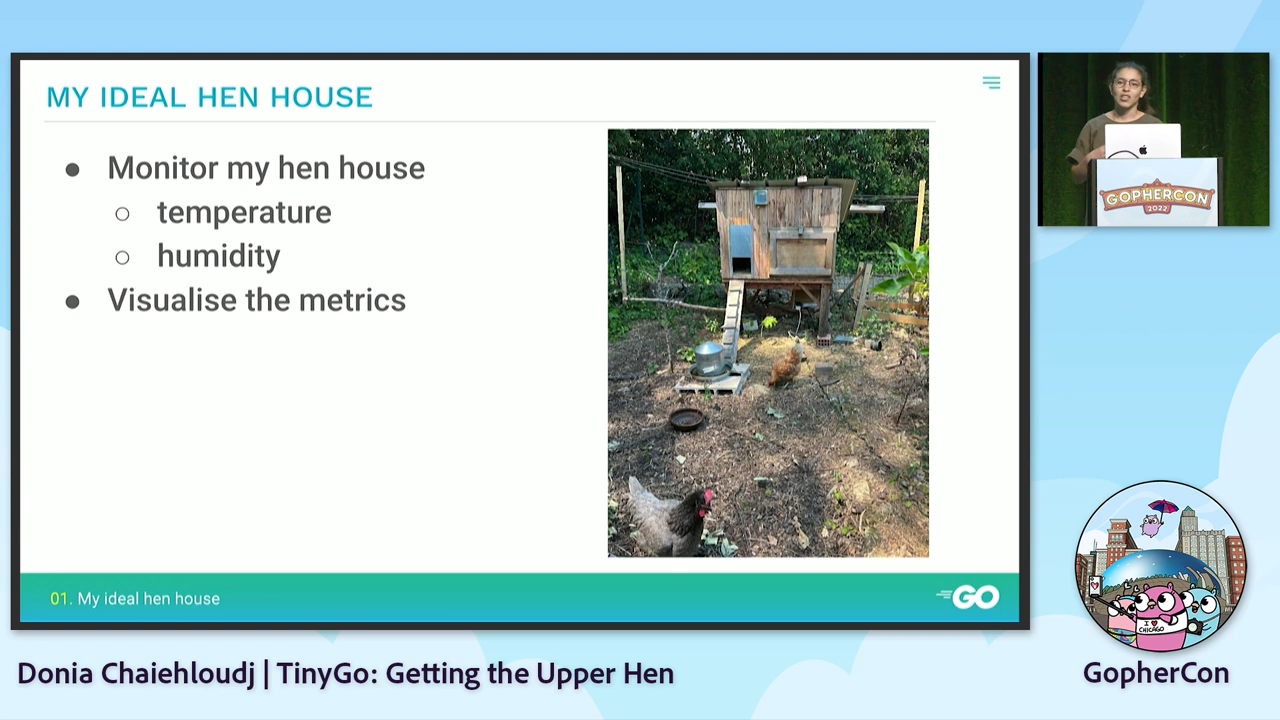 MY IDEAL HEN HOUSE
● Monitor my hen house
○ temperature
○ humidity
● Visualise the metrics
01. My ideal hen house
GO
GOPHERCON
2022
I ♥
CHICAGO
Donia Chaiehloudj | TinyGo: Getting the Upper Hen
GopherCon